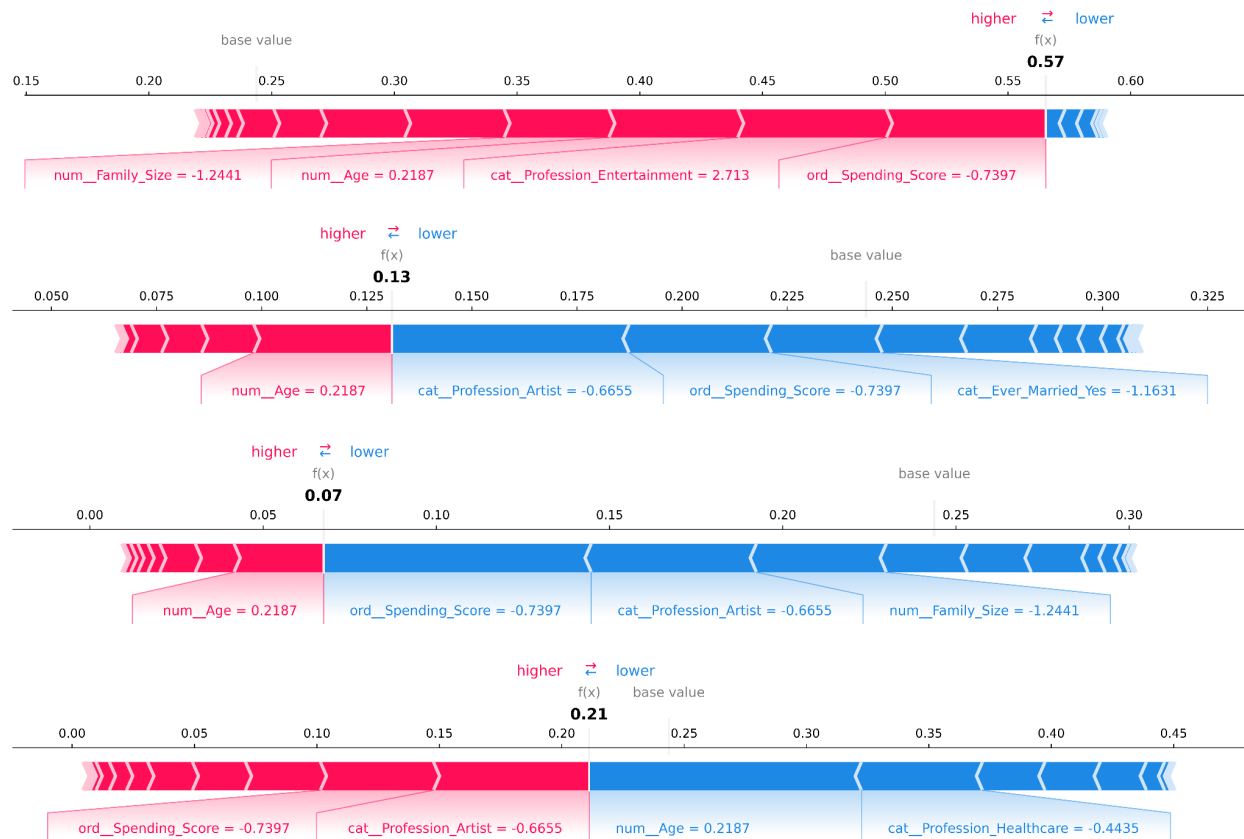 higher ⇄ lower
base value f(x)
0.57
0.15 0.20 0.25 0.30 0.35 0.40 0.45 0.50 0.55 0.60
num__Family_Size = -1.2441 num__Age = 0.2187 cat__Profession_Entertainment = 2.713 ord__Spending_Score = -0.7397
higher ⇄ lower
f(x) base value
0.13
0.050 0.075 0.100 0.125 0.150 0.175 0.200 0.225 0.250 0.275 0.300 0.325
num__Age = 0.2187 cat__Profession_Artist = -0.6655 ord__Spending_Score = -0.7397 cat__Ever_Married_Yes = -1.1631
higher ⇄ lower
f(x) base value
0.07
0.00 0.05 0.10 0.15 0.20 0.25 0.30
num__Age = 0.2187 ord__Spending_Score = -0.7397 cat__Profession_Artist = -0.6655 num__Family_Size = -1.2441
higher ⇄ lower
f(x) base value
0.21
0.00 0.05 0.10 0.15 0.20 0.25 0.30 0.35 0.40 0.45
ord__Spending_Score = -0.7397 cat__Profession_Artist = -0.6655 num__Age = 0.2187 cat__Profession_Healthcare = -0.4435